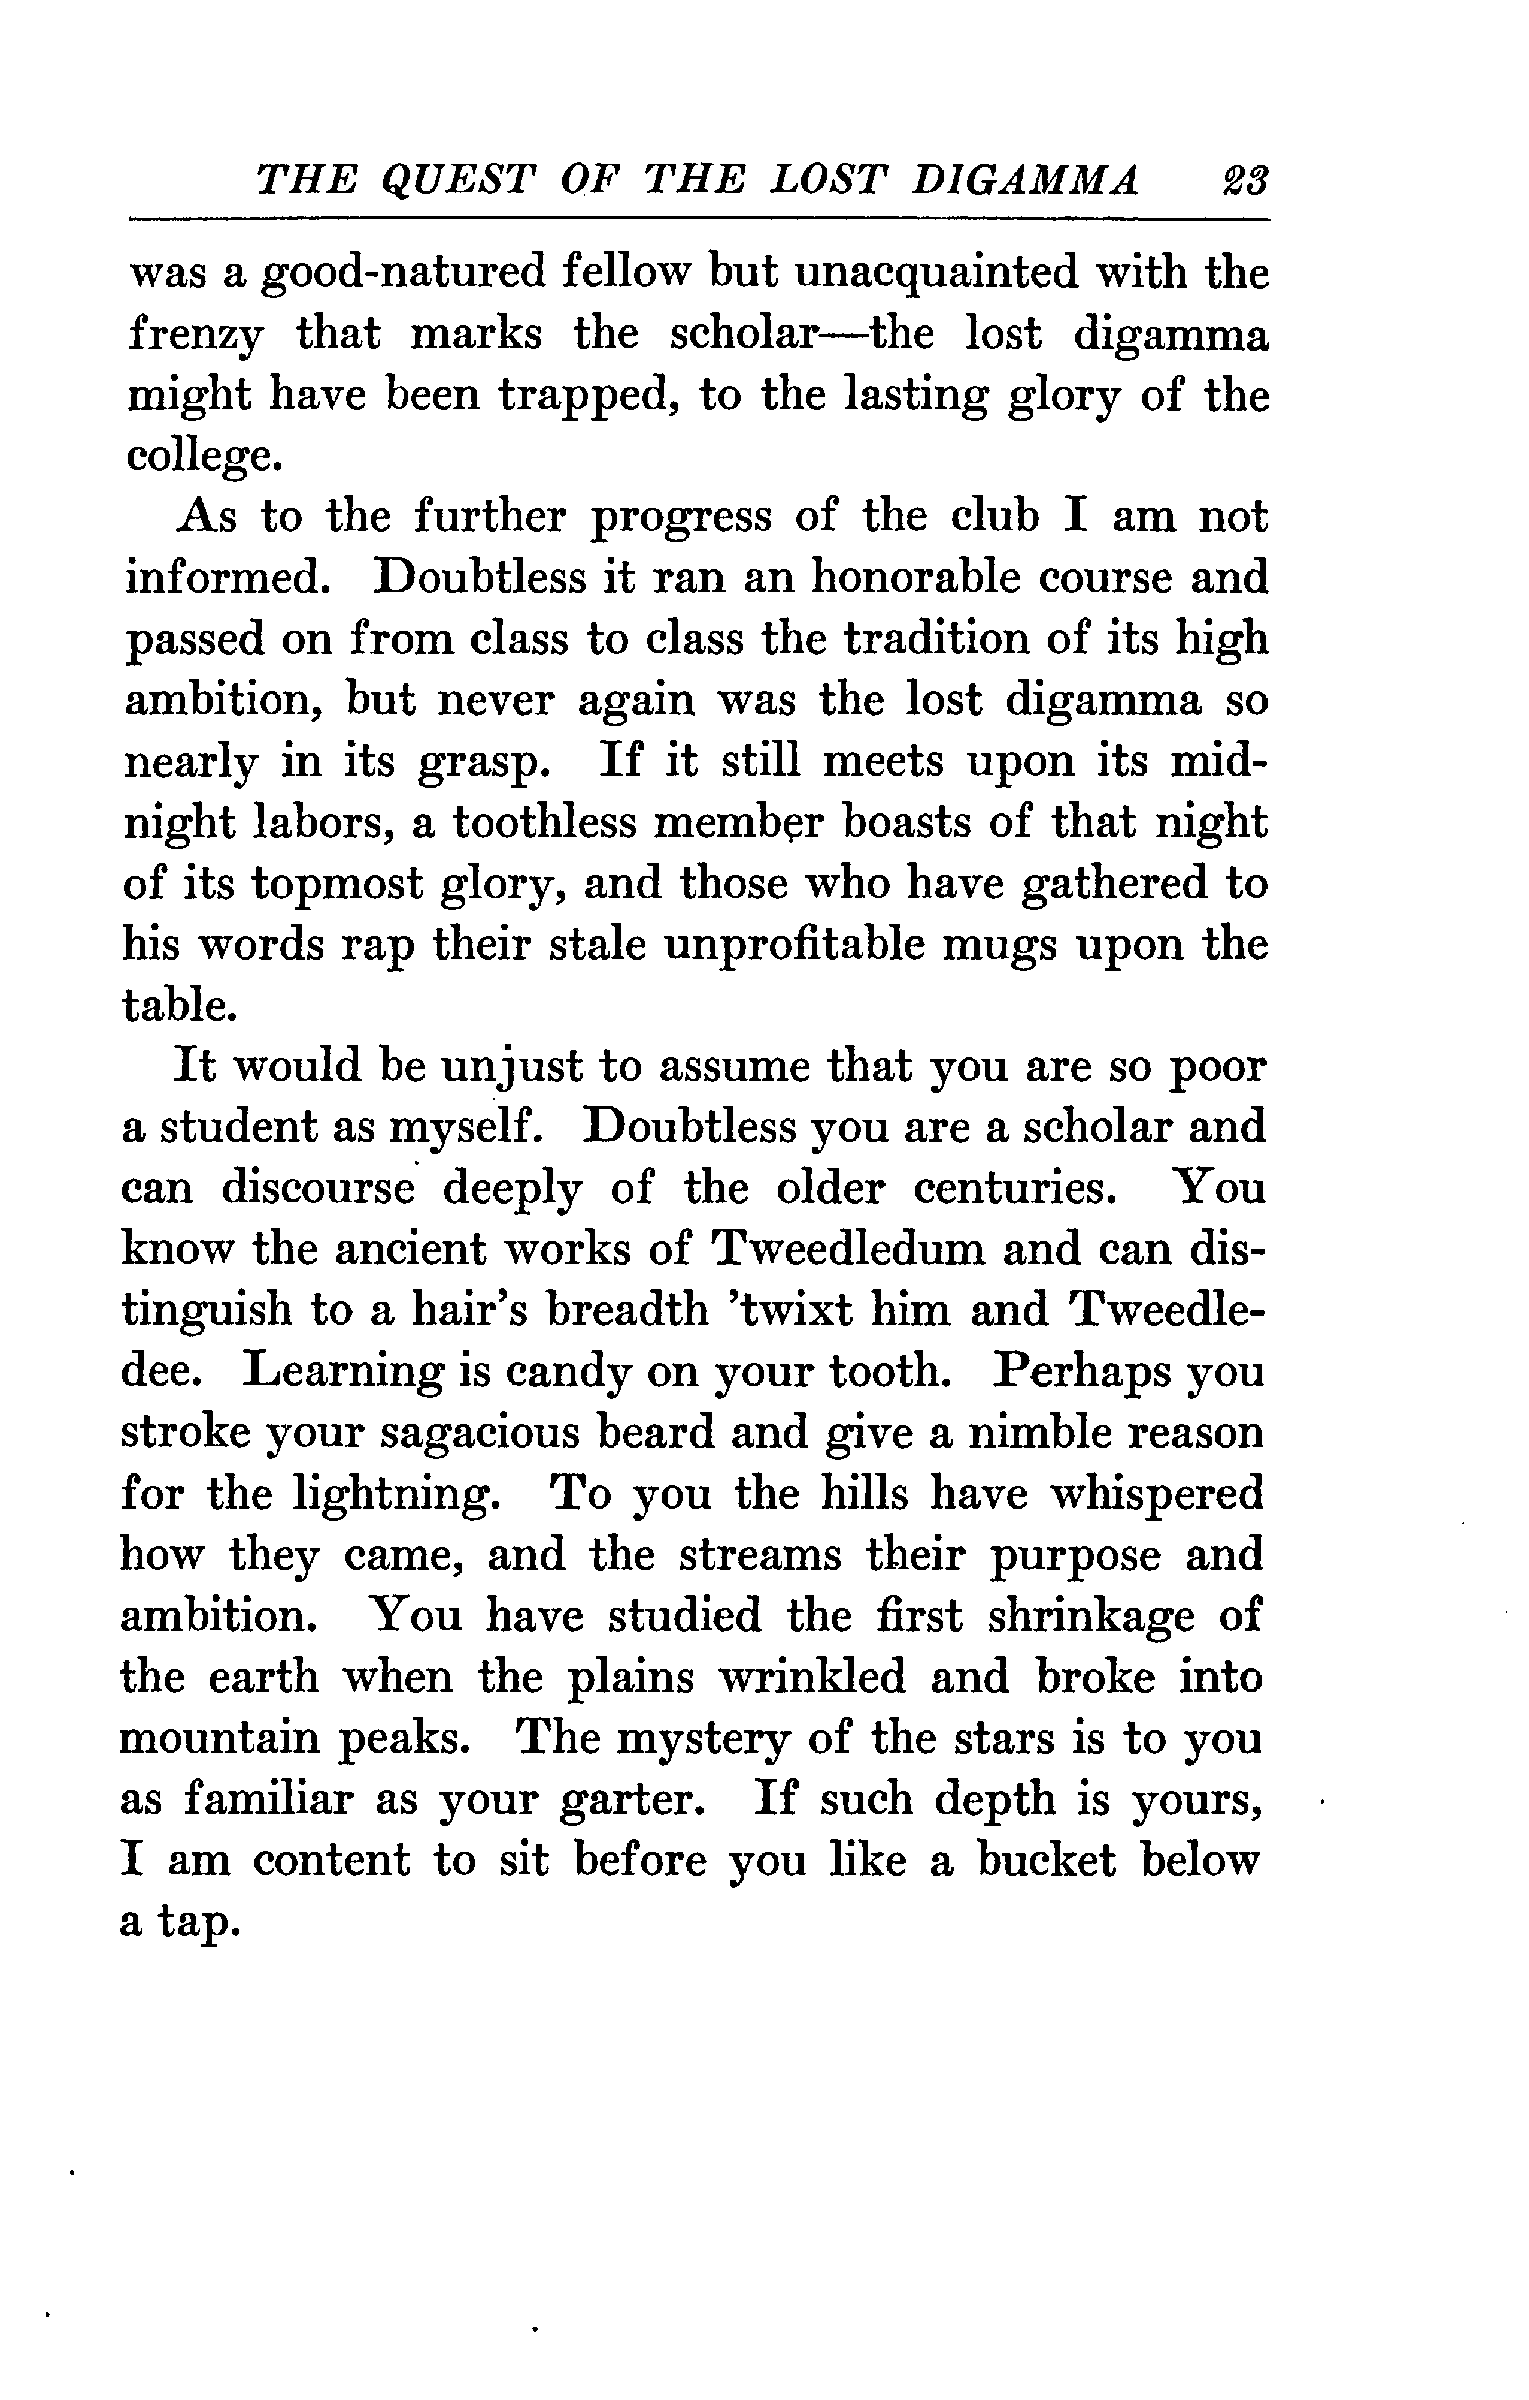 THE QUEST OF THE LOST DIGAMMA 23
was a good-natured fellow but unacquainted with the
frenzy that marks the scholar—the lost digamma
might have been trapped, to the lasting glory of the
college.
As to the further progress of the club I am not
informed. Doubtless it ran an honorable course and
passed on from class to class the tradition of its high
ambition, but never again was the lost digamma so
nearly in its grasp. If it still meets upon its mid-
night labors, a toothless member boasts of that night
of its topmost glory, and those who have gathered to
his words rap their stale unprofitable mugs upon the
table.
It would be unjust to assume that you are so poor
a student as myself. Doubtless you are a scholar and
can discourse deeply of the older centuries. You
know the ancient works of Tweedledum and can dis-
tinguish to a hair's breadth 'twixt him and Tweedle-
dee. Learning is candy on your tooth. Perhaps you
stroke your sagacious beard and give a nimble reason
for the lightning. To you the hills have whispered
how they came, and the streams their purpose and
ambition. You have studied the first shrinkage of
the earth when the plains wrinkled and broke into
mountain peaks. The mystery of the stars is to you
as familiar as your garter. If such depth is yours,
I am content to sit before you like a bucket below
a tap.